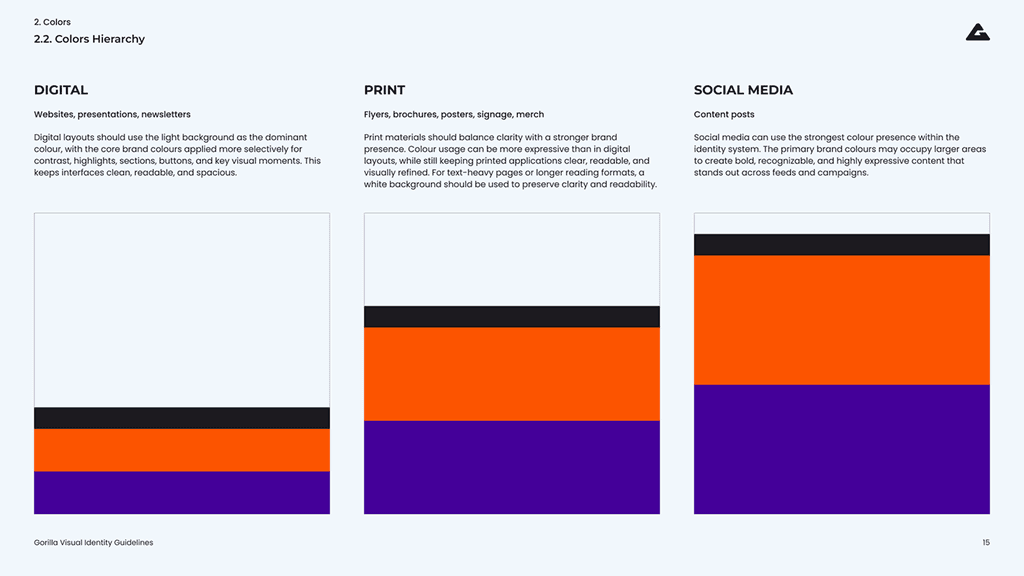 2. Colors
2.2. Colors Hierarchy
DIGITAL
Websites, presentations, newsletters
Digital layouts should use the light background as the dominant
colour, with the core brand colours applied more selectively for
contrast, highlights, sections, buttons, and key visual moments. This
keeps interfaces clean, readable, and spacious.
PRINT
Flyers, brochures, posters, signage, merch
Print materials should balance clarity with a stronger brand
presence. Colour usage can be more expressive than in digital
layouts, while still keeping printed applications clear, readable, and
visually refined. For text-heavy pages or longer reading formats, a
white background should be used to preserve clarity and readability.
SOCIAL MEDIA
Content posts
Social media can use the strongest colour presence within the
identity system. The primary brand colours may occupy larger areas
to create bold, recognizable, and highly expressive content that
stands out across feeds and campaigns.
Gorilla Visual Identity Guidelines
15